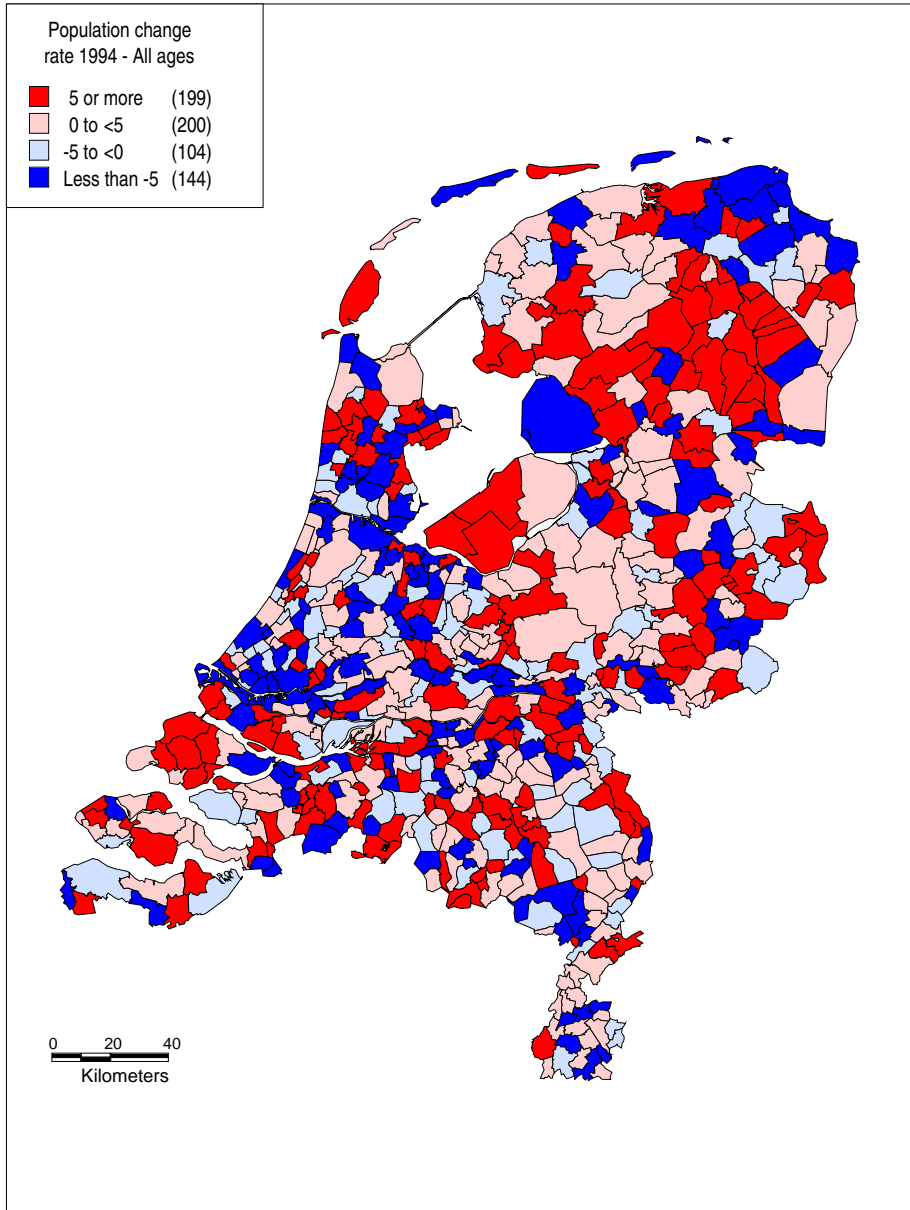 Population change
rate 1994 - All ages
5 or more (199)
0 to <5 (200)
-5 to <0 (104)
Less than -5 (144)
0 20 40
Kilometers